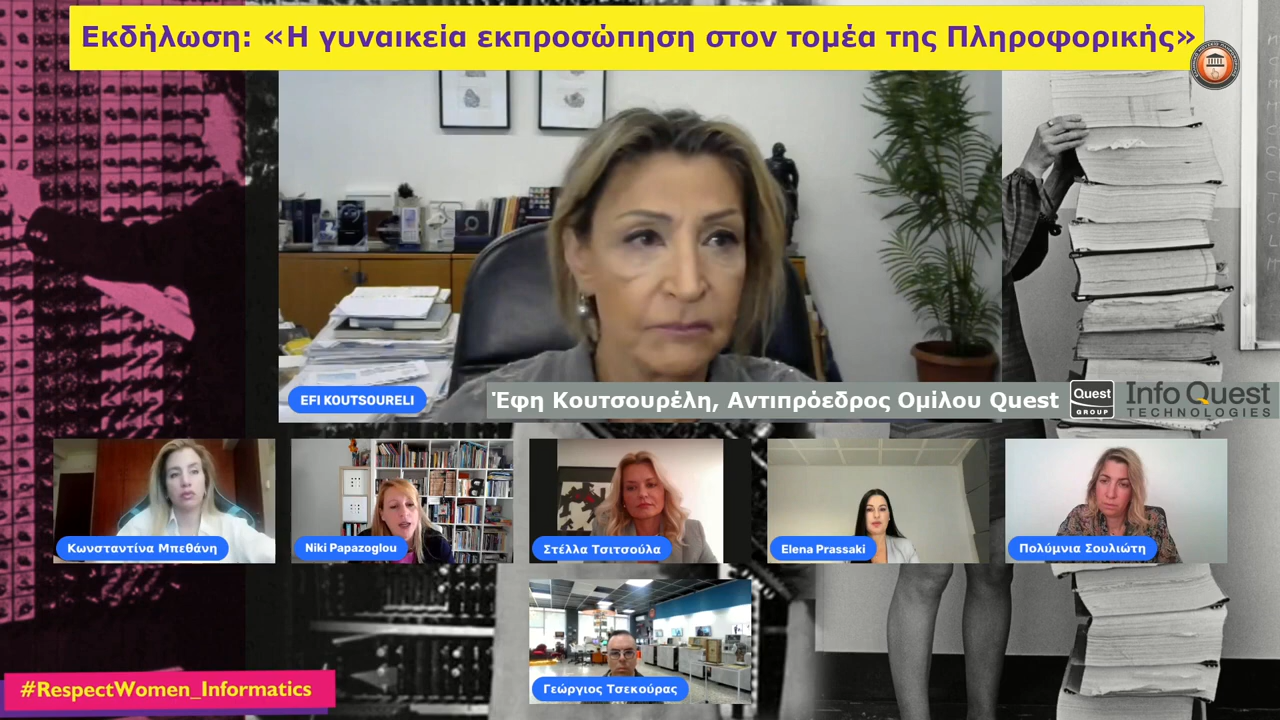 Εκδήλωση: «Η γυναικεία εκπροσώπηση στον τομέα της Πληροφορικής»
EFI KOUTSOURELI
Έφη Κουτσουρέλη, Αντιπρόεδρος Ομίλου Quest
Quest
GROUP
Info Quest
TECHNOLOGIES
Κωνσταντίνα Μπεθάνη
Niki Papazoglou
Στέλλα Τσιτσούλα
Elena Prassaki
Πολύμνια Σουλιώτη
Γεώργιος Τσεκούρας
#RespectWomen_Informatics